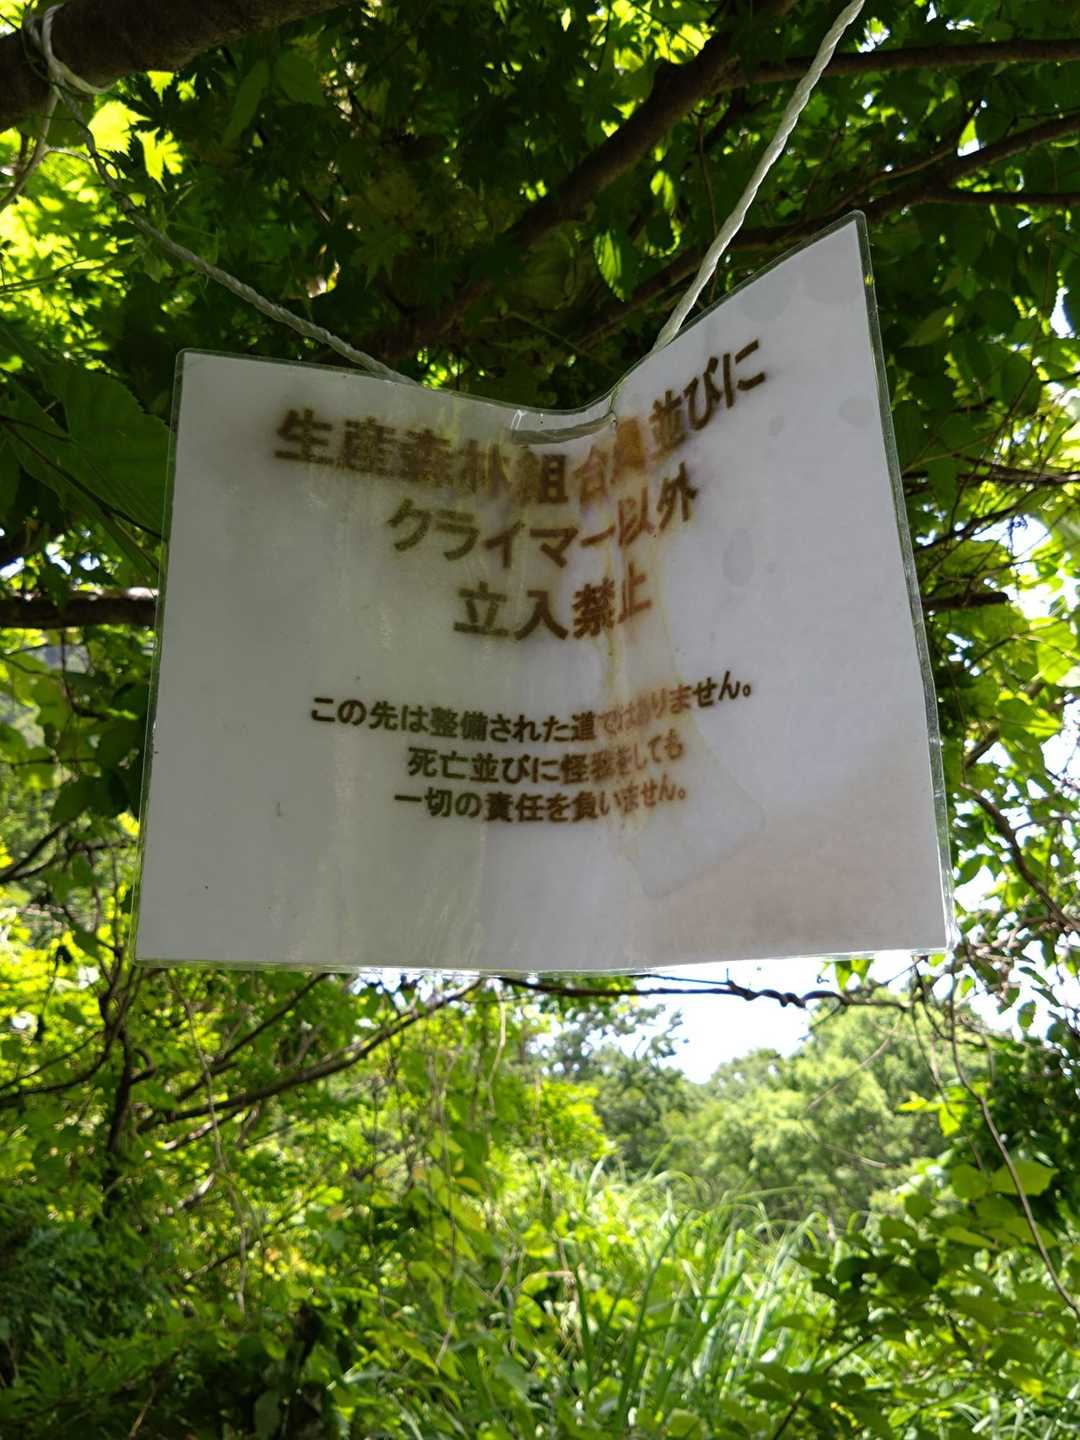 生産森林組合員並びに
クライマー以外
立入禁止
この先は整備された道ではありません。
死亡並びに怪我をしても
一切の責任を負いません。